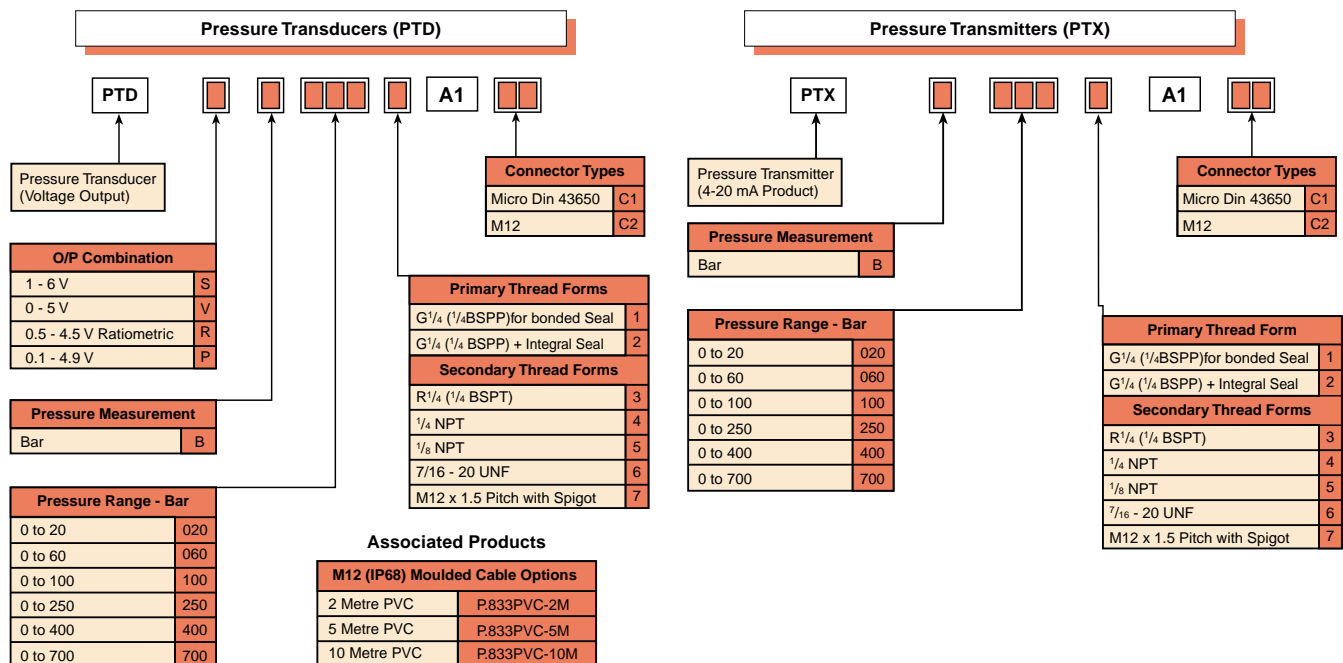 Pressure Transducers (PTD)
PTD
A1
Pressure Transducer
(Voltage Output)
Connector Types
Micro Din 43650 C1
M12 C2
O/P Combination
1 - 6 V S
0 - 5 V V
0.5 - 4.5 V Ratiometric R
0.1 - 4.9 V P
Pressure Measurement
Bar B
Pressure Range - Bar
0 to 20 020
0 to 60 060
0 to 100 100
0 to 250 250
0 to 400 400
0 to 700 700
Primary Thread Forms
G1/4 (1/4BSPP)for bonded Seal 1
G1/4 (1/4 BSPP) + Integral Seal 2
Secondary Thread Forms
R1/4 (1/4 BSPT) 3
1/4 NPT 4
1/8 NPT 5
7/16 - 20 UNF 6
M12 x 1.5 Pitch with Spigot 7
Associated Products
M12 (IP68) Moulded Cable Options
2 Metre PVC P.833PVC-2M
5 Metre PVC P.833PVC-5M
10 Metre PVC P.833PVC-10M
Pressure Transmitters (PTX)
PTX
A1
Pressure Transmitter
(4-20 mA Product)
Connector Types
Micro Din 43650 C1
M12 C2
Pressure Measurement
Bar B
Pressure Range - Bar
0 to 20 020
0 to 60 060
0 to 100 100
0 to 250 250
0 to 400 400
0 to 700 700
Primary Thread Form
G1/4 (1/4BSPP)for bonded Seal 1
G1/4 (1/4 BSPP) + Integral Seal 2
Secondary Thread Forms
R1/4 (1/4 BSPT) 3
1/4 NPT 4
1/8 NPT 5
7/16 - 20 UNF 6
M12 x 1.5 Pitch with Spigot 7